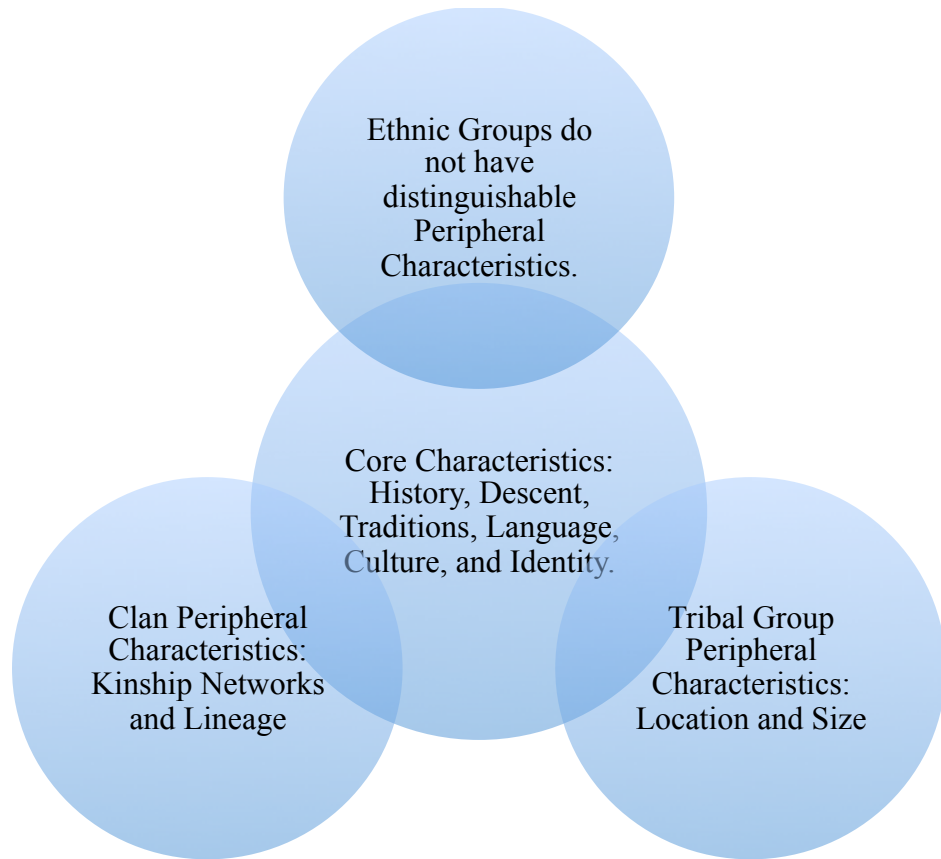 Ethnic Groups do
not have
distinguishable
Peripheral
Characteristics.
Core Characteristics:
History, Descent,
Traditions, Language,
Culture, and Identity.
Clan Peripheral
Characteristics:
Kinship Networks
and Lineage
Tribal Group
Peripheral
Characteristics:
Location and Size